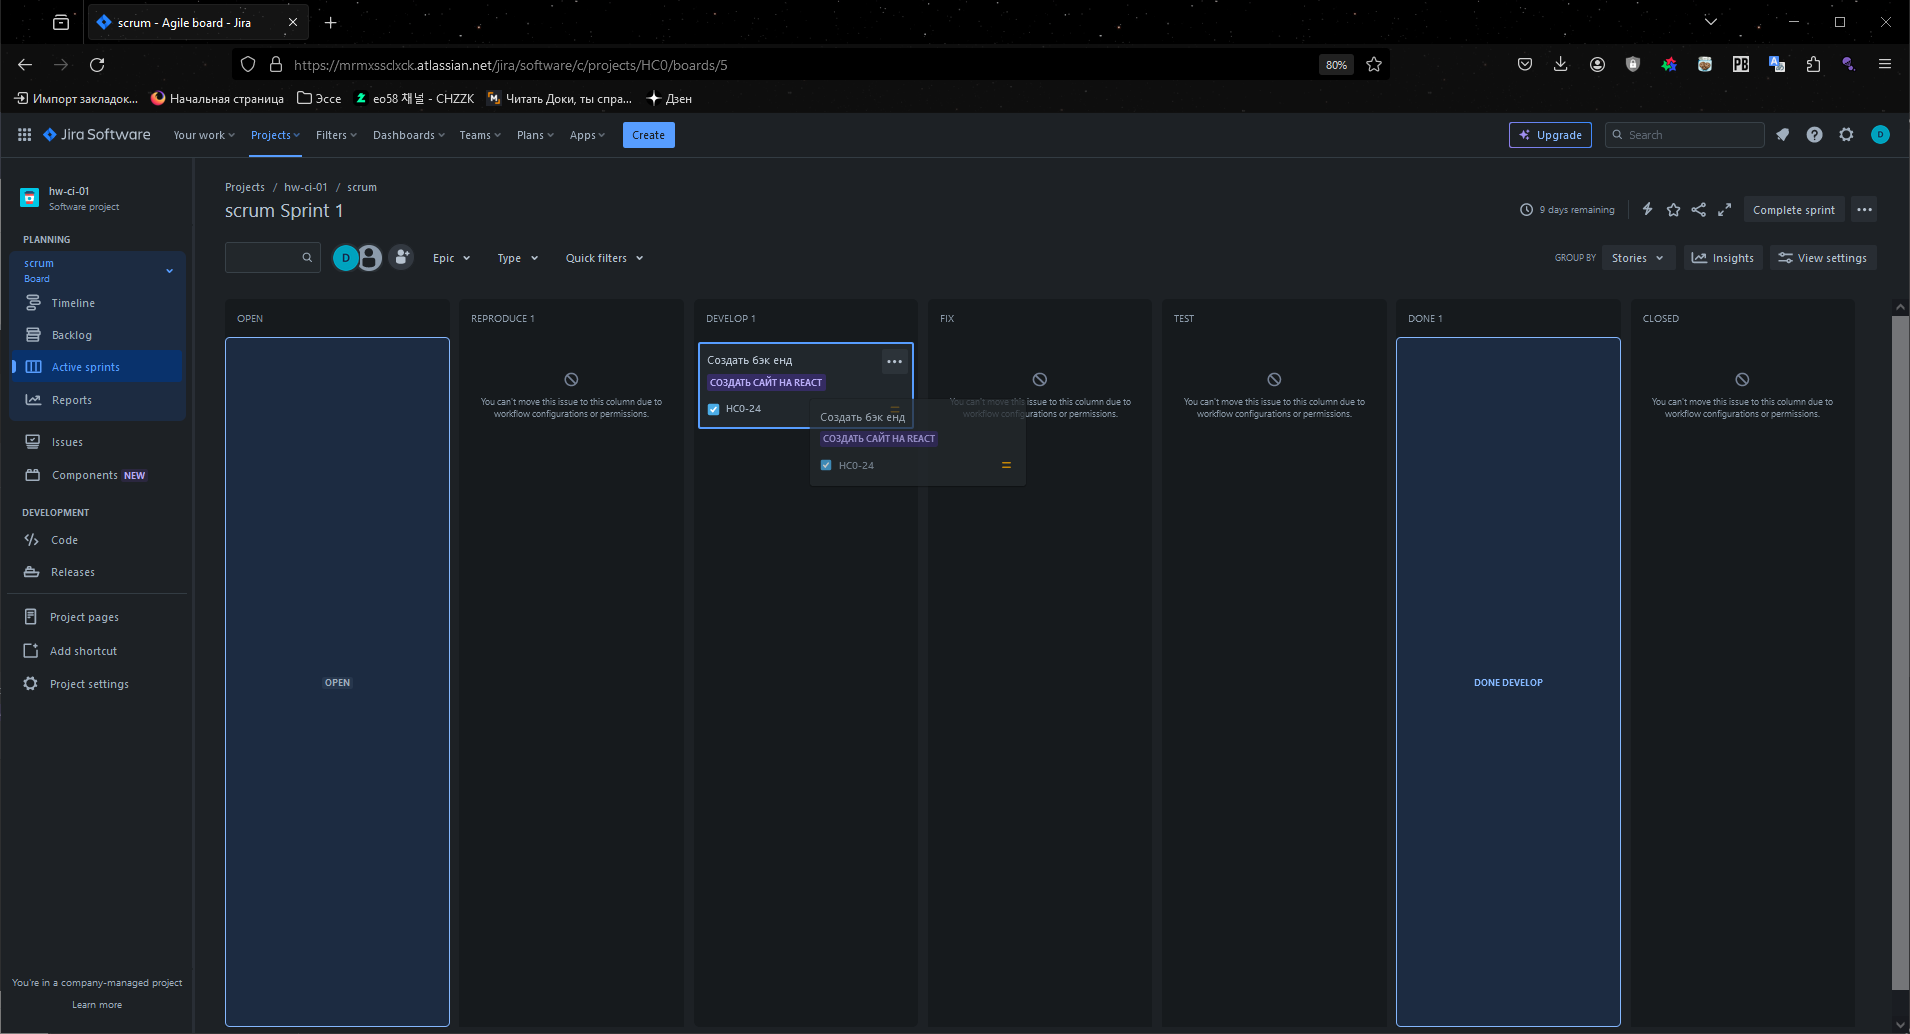 scrum - Agile board - Jira
https://mrmxssclxck.atlassian.net/jira/software/c/projects/HC0/boards/5
80%
Импорт закладок...
Начальная страница
Эссе
eo58 채널 - CHZZK
Читать Доки, ты спра...
Дзен
Jira Software
Your work
Projects
Filters
Dashboards
Teams
Plans
Apps
Create
Upgrade
Search
D
hw-ci-01
Software project
PLANNING
scrum
Board
Timeline
Backlog
Active sprints
Reports
Issues
Components NEW
DEVELOPMENT
Code
Releases
Project pages
Add shortcut
Project settings
You're in a company-managed project
Learn more
Projects / hw-ci-01 / scrum
scrum Sprint 1
9 days remaining
Complete sprint
D
Epic
Type
Quick filters
GROUP BY
Stories
Insights
View settings
OPEN
REPRODUCE 1
DEVELOP 1
FIX
TEST
DONE 1
CLOSED
OPEN
You can't move this issue to this column due to
workflow configurations or permissions.
Создать бэк енд
СОЗДАТЬ САЙТ НА REACT
HC0-24
Создать бэк енд
СОЗДАТЬ САЙТ НА REACT
HC0-24
You can't move this issue to this column due to
workflow configurations or permissions.
You can't move this issue to this column due to
workflow configurations or permissions.
DONE DEVELOP
You can't move this issue to this column due to
workflow configurations or permissions.